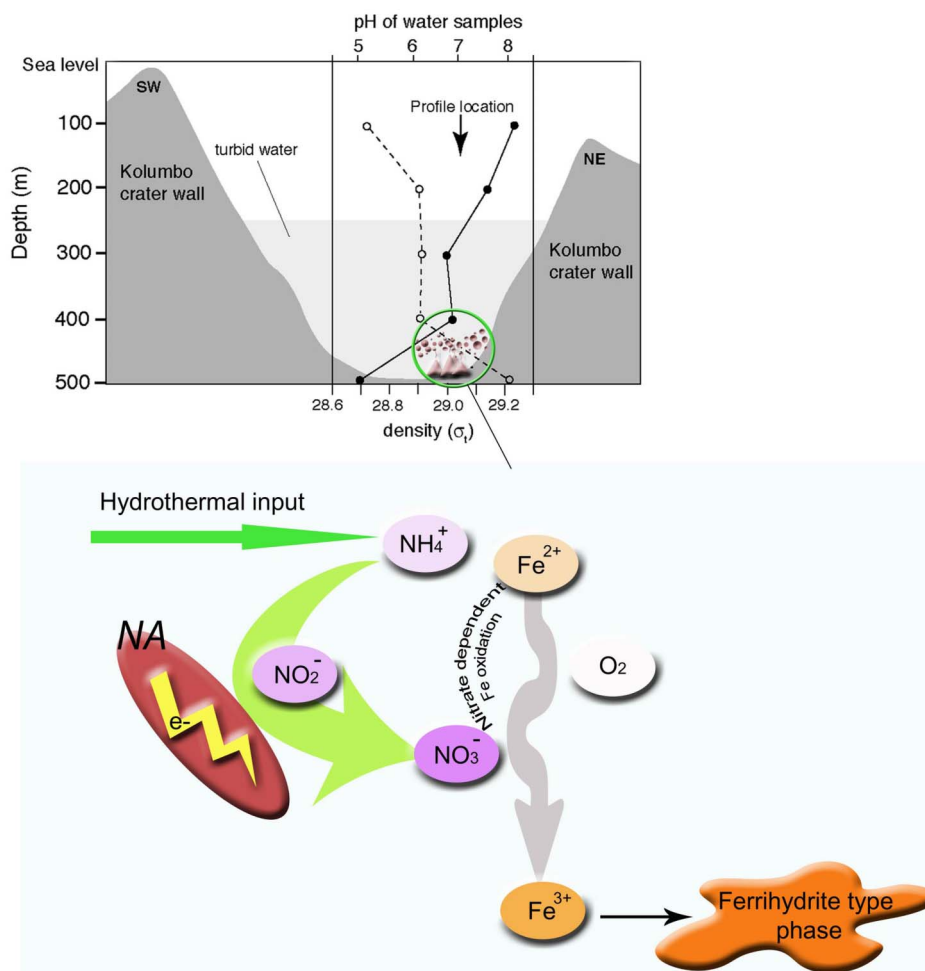 pH of water samples
5 6 7 8
Sea level
SW
Profile location
100
turbid water
NE
Kolumbo
crater wall
200
Depth (m)
300
Kolumbo
crater wall
400
500
28.6 28.8 29.0 29.2
density (σt)
Hydrothermal input
NH4+
Fe2+
Nitrate dependent
Fe oxidation
NA
NO2-
O2
e-
NO3-
Fe3+
Ferrihydrite type
phase